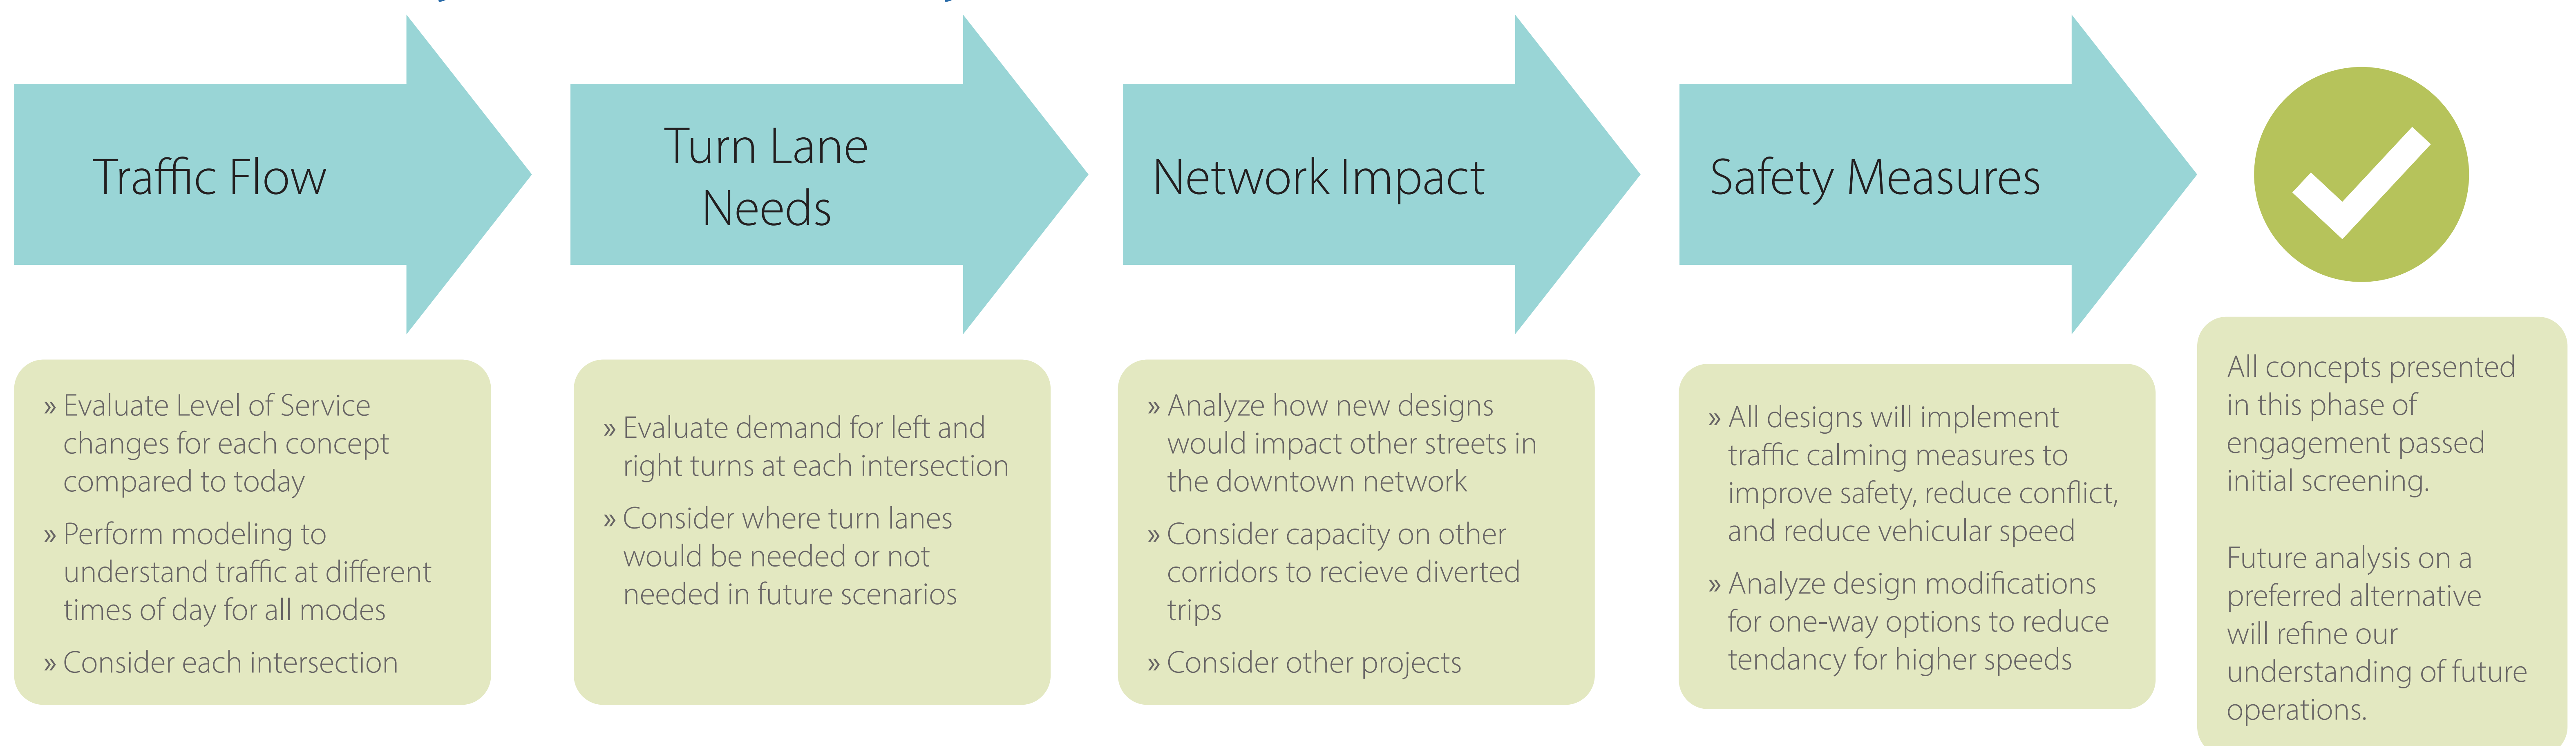 Traffic Flow
Turn Lane
Needs
Network Impact
Safety Measures
» Evaluate Level of Service
changes for each concept
compared to today
» Perform modeling to
understand traffic at different
times of day for all modes
» Consider each intersection
» Evaluate demand for left and
right turns at each intersection
» Consider where turn lanes
would be needed or not
needed in future scenarios
» Analyze how new designs
would impact other streets in
the downtown network
» Consider capacity on other
corridors to recieve diverted
trips
» Consider other projects
» All designs will implement
traffic calming measures to
improve safety, reduce conflict,
and reduce vehicular speed
» Analyze design modifications
for one-way options to reduce
tendancy for higher speeds
All concepts presented
in this phase of
engagement passed
initial screening.
Future analysis on a
preferred alternative
will refine our
understanding of future
operations.